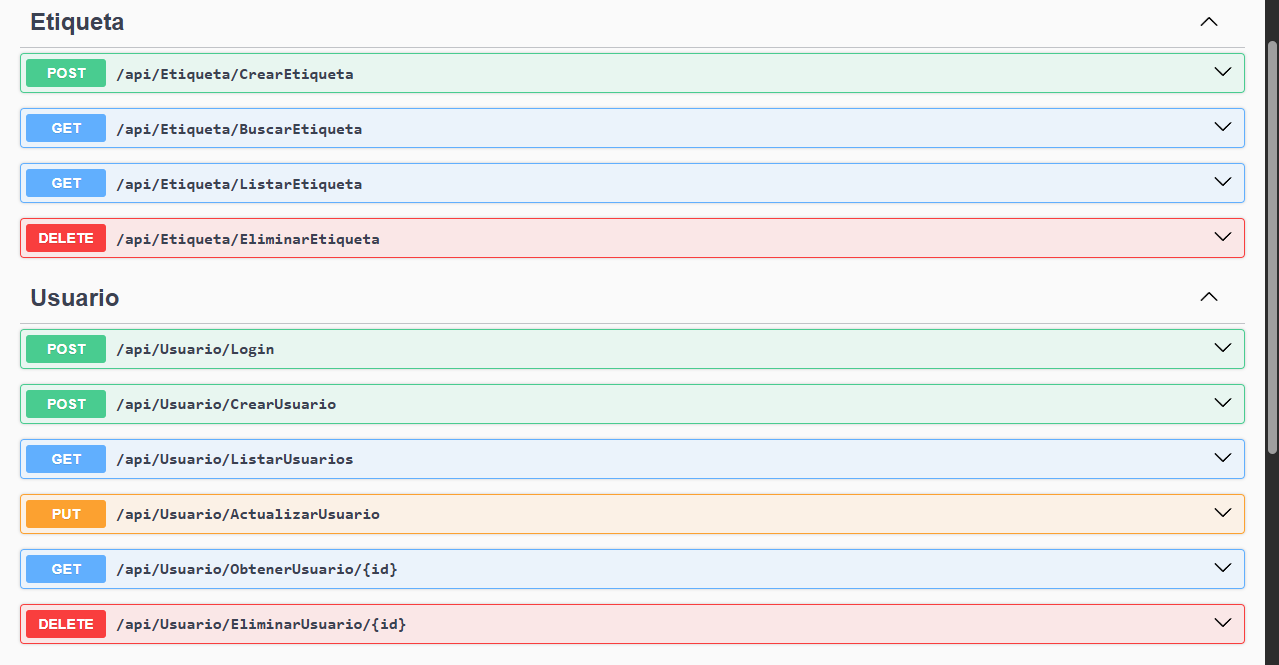 Etiqueta
POST /api/Etiqueta/CrearEtiqueta
GET /api/Etiqueta/BuscarEtiqueta
GET /api/Etiqueta/ListarEtiqueta
DELETE /api/Etiqueta/EliminarEtiqueta
Usuario
POST /api/Usuario/Login
POST /api/Usuario/CrearUsuario
GET /api/Usuario/ListarUsuarios
PUT /api/Usuario/ActualizarUsuario
GET /api/Usuario/ObtenerUsuario/{id}
DELETE /api/Usuario/EliminarUsuario/{id}